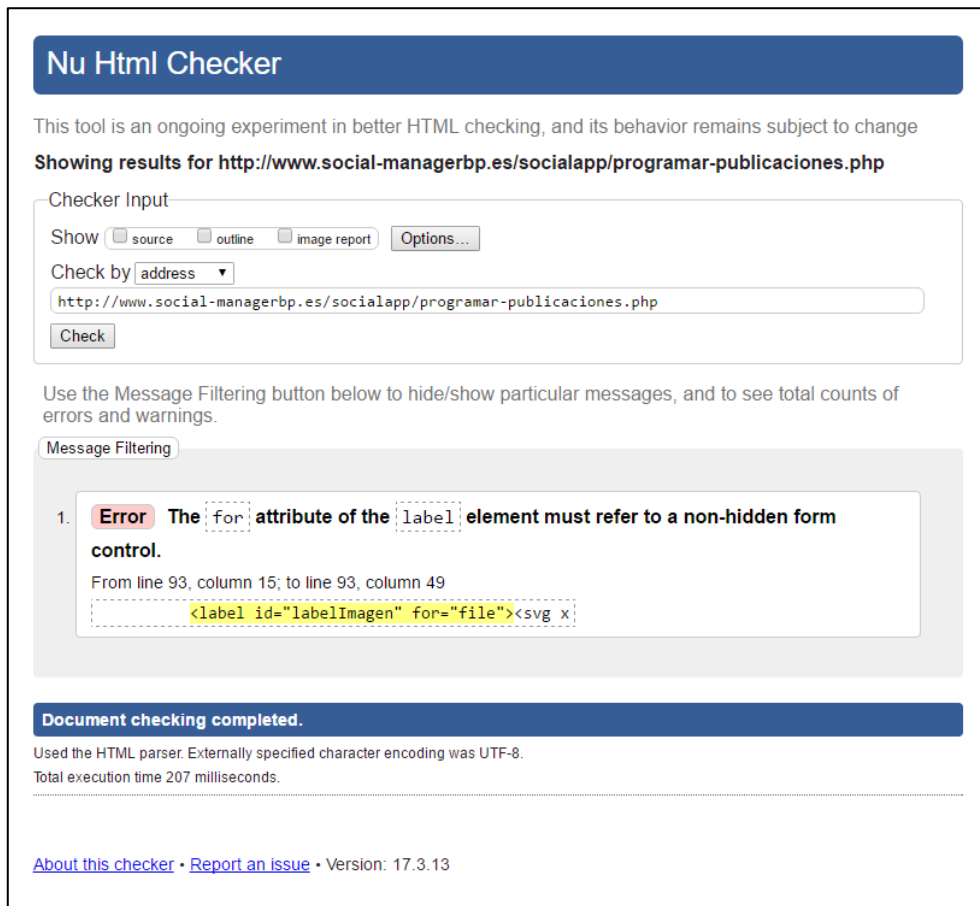 Nu Html Checker
This tool is an ongoing experiment in better HTML checking, and its behavior remains subject to change
Showing results for http://www.social-managerbp.es/socialapp/programar-publicaciones.php
Checker Input
Show source outline image report Options...
Check by address
http://www.social-managerbp.es/socialapp/programar-publicaciones.php
Check
Use the Message Filtering button below to hide/show particular messages, and to see total counts of
errors and warnings.
Message Filtering
1. Error The for attribute of the label element must refer to a non-hidden form
control.
From line 93, column 15; to line 93, column 49
<label id="labelImagen" for="file"><svg x
Document checking completed.
Used the HTML parser. Externally specified character encoding was UTF-8.
Total execution time 207 milliseconds.
About this checker • Report an issue • Version: 17.3.13